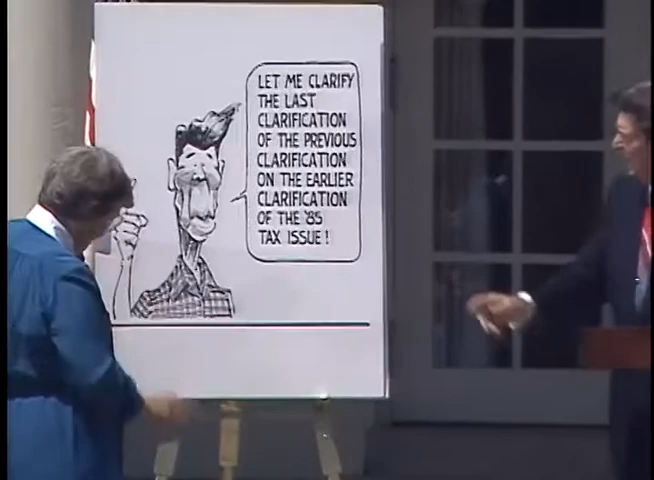 LET ME CLARIFY
THE LAST
CLARIFICATION
OF THE PREVIOUS
CLARIFICATION
ON THE EARLIER
CLARIFICATION
OF THE '85
TAX ISSUE!